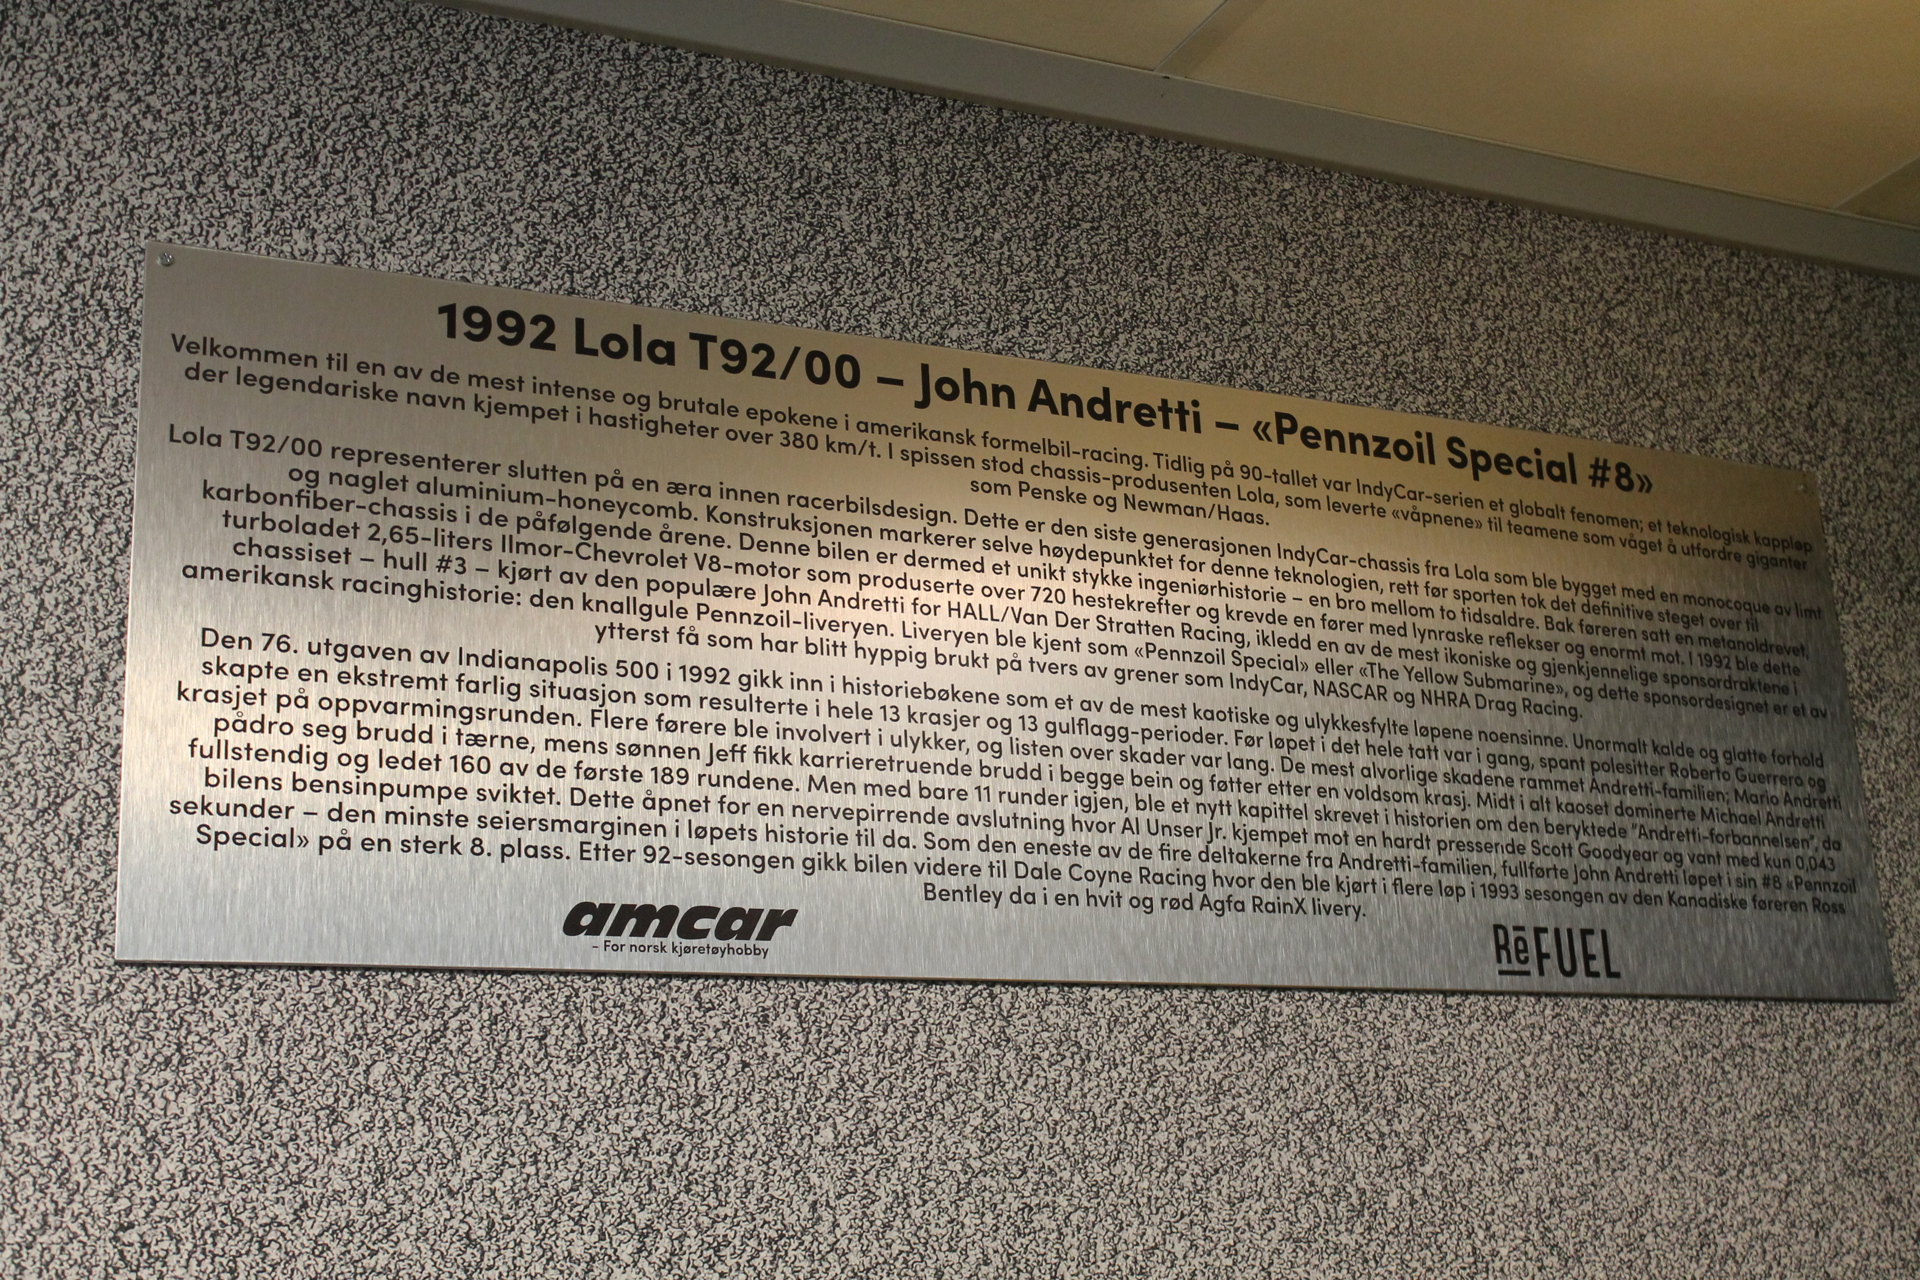 1992 Lola T92/00 – John Andretti – «Pennzoil Special #8»
Velkommen til en av de mest intense og brutale epokene i amerikansk formelbil-racing. Tidlig på 90-tallet var IndyCar-serien et globalt fenomen; et teknologisk kappløp
der legendariske navn kjempet i hastigheter over 380 km/t. I spissen stod chassis-produsenten Lola, som leverte «våpnene» til teamene som våget å utfordre giganter
som Penske og Newman/Haas.
Lola T92/00 representerer slutten på en æra innen racerbilsdesign. Dette er den siste generasjonen IndyCar-chassis fra Lola som ble bygget med en monocoque av limt
og naglet aluminium-honeycomb. Konstruksjonen markerer selve høydepunktet for denne teknologien, rett før sporten tok det definitive steget over til
karbonfiber-chassis i de påfølgende årene. Denne bilen er dermed et unikt stykke ingeniørhistorie – en bro mellom to tidsaldre. Bak føreren satt en metanoldrevet,
turboladet 2,65-liters Ilmor-Chevrolet V8-motor som produserte over 720 hestekrefter og krevde en fører med lynraske reflekser og enormt mot. I 1992 ble dette
chassiset – hull #3 – kjørt av den populære John Andretti for HALL/Van Der Stratten Racing, ikledd en av de mest ikoniske og gjenkjennelige sponsordraktene i
amerikansk racinghistorie: den knallgule Pennzoil-liveryen. Liveryen ble kjent som «Pennzoil Special» eller «The Yellow Submarine», og dette sponsordesignet er et av
ytterst få som har blitt hyppig brukt på tvers av grener som IndyCar, NASCAR og NHRA Drag Racing.
Den 76. utgaven av Indianapolis 500 i 1992 gikk inn i historiebøkene som et av de mest kaotiske og ulykkesfylte løpene noensinne. Unormalt kalde og glatte forhold
skapte en ekstremt farlig situasjon som resulterte i hele 13 krasjer og 13 gulflagg-perioder. Før løpet i det hele tatt var i gang, spant polesitter Roberto Guerrero og
krasjet på oppvarmingsrunden. Flere førere ble involvert i ulykker, og listen over skader var lang. De mest alvorlige skadene rammet Andretti-familien; Mario Andretti
pådro seg brudd i tærne, mens sønnen Jeff fikk karrieretruende brudd i begge bein og føtter etter en voldsom krasj. Midt i alt kaoset dominerte Michael Andretti
fullstendig og ledet 160 av de første 189 rundene. Men med bare 11 runder igjen, ble et nytt kapittel skrevet i historien om den beryktede "Andretti-forbannelsen", da
bilens bensinpumpe sviktet. Dette åpnet for en nervepirrende avslutning hvor Al Unser Jr. kjempet mot en hardt pressende Scott Goodyear og vant med kun 0,043
sekunder – den minste seiersmarginen i løpets historie til da. Som den eneste av de fire deltakerne fra Andretti-familien, fullførte John Andretti løpet i sin #8 «Pennzoil
Special» på en sterk 8. plass. Etter 92-sesongen gikk bilen videre til Dale Coyne Racing hvor den ble kjørt i flere løp i 1993 sesongen av den Kanadiske føreren Ross
Bentley da i en hvit og rød Agfa RainX livery.
amcar
– For norsk kjøretøyhobby
RēFUEL